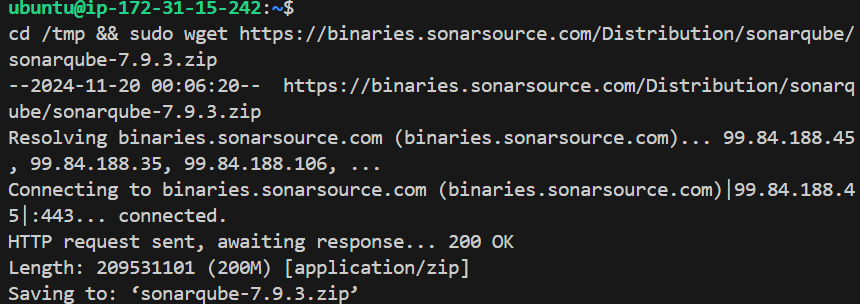 ubuntu@ip-172-31-15-242:~$
cd /tmp && sudo wget https://binaries.sonarsource.com/Distribution/sonarqube/
sonarqube-7.9.3.zip
--2024-11-20 00:06:20--  https://binaries.sonarsource.com/Distribution/sonarq
ube/sonarqube-7.9.3.zip
Resolving binaries.sonarsource.com (binaries.sonarsource.com)... 99.84.188.45
, 99.84.188.35, 99.84.188.106, ...
Connecting to binaries.sonarsource.com (binaries.sonarsource.com)|99.84.188.4
5|:443... connected.
HTTP request sent, awaiting response... 200 OK
Length: 209531101 (200M) [application/zip]
Saving to: ‘sonarqube-7.9.3.zip’